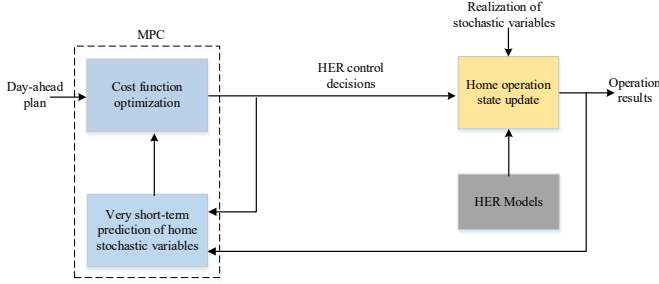 Realization of
stochastic variables
MPC
Day-ahead
plan
Cost function
optimization
HER control
decisions
Home operation
state update
Operation
results
Very short-term
prediction of home
stochastic variables
HER Models